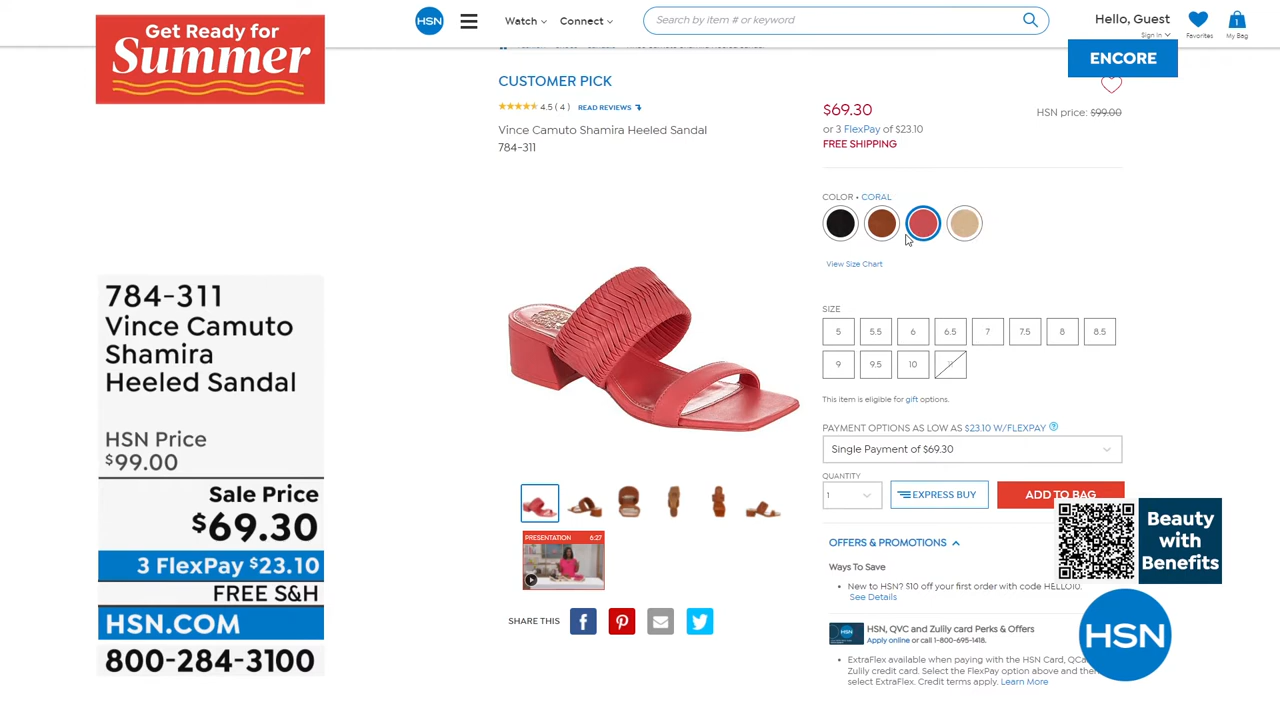 Get Ready for
Summer
HSN
Watch
Connect
Search by item # or keyword
Hello, Guest
Sign in
Favorites
1
My Bag
ENCORE
CUSTOMER PICK
4.5 ( 4 )
READ REVIEWS
Vince Camuto Shamira Heeled Sandal
784-311
$69.30
HSN price: $99.00
or 3 FlexPay of $23.10
FREE SHIPPING
COLOR • CORAL
View Size Chart
SIZE
5 5.5 6 6.5 7 7.5 8 8.5
9 9.5 10
This item is eligible for gift options.
PAYMENT OPTIONS AS LOW AS $23.10 W/FLEXPAY ?
Single Payment of $69.30
QUANTITY
1
EXPRESS BUY
ADD TO BAG
OFFERS & PROMOTIONS
Ways To Save
• New to HSN? $10 off your first order with code HELLO10.
See Details
HSN, QVC and Zulily card Perks & Offers
Apply online or call 1-800-695-1418.
• ExtraFlex available when paying with the HSN Card, QCard
Zulily credit card. Select the FlexPay option above and then
select ExtraFlex. Credit terms apply. Learn More
PRESENTATION 6:27
SHARE THIS
784-311
Vince Camuto
Shamira
Heeled Sandal
HSN Price
$99.00
Sale Price
$69.30
3 FlexPay $23.10
FREE S&H
HSN.COM
800-284-3100
Beauty
with
Benefits
HSN